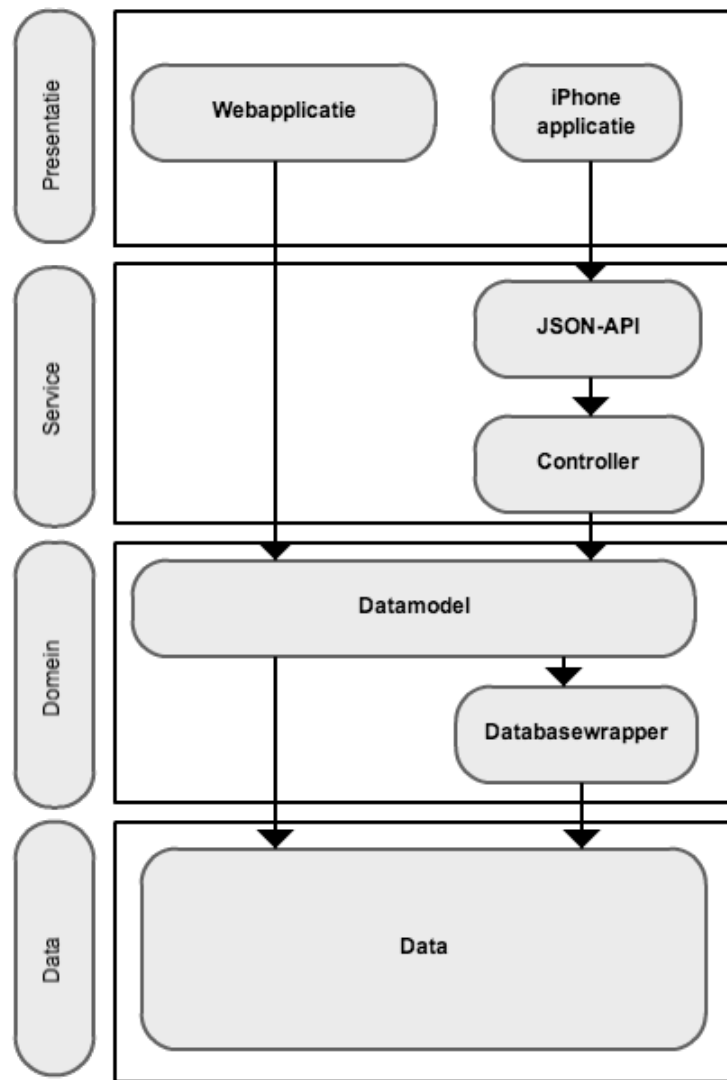 Presentatie
Webapplicatie
iPhone
applicatie
Service
JSON-API
Controller
Domein
Datamodel
Databasewrapper
Data
Data